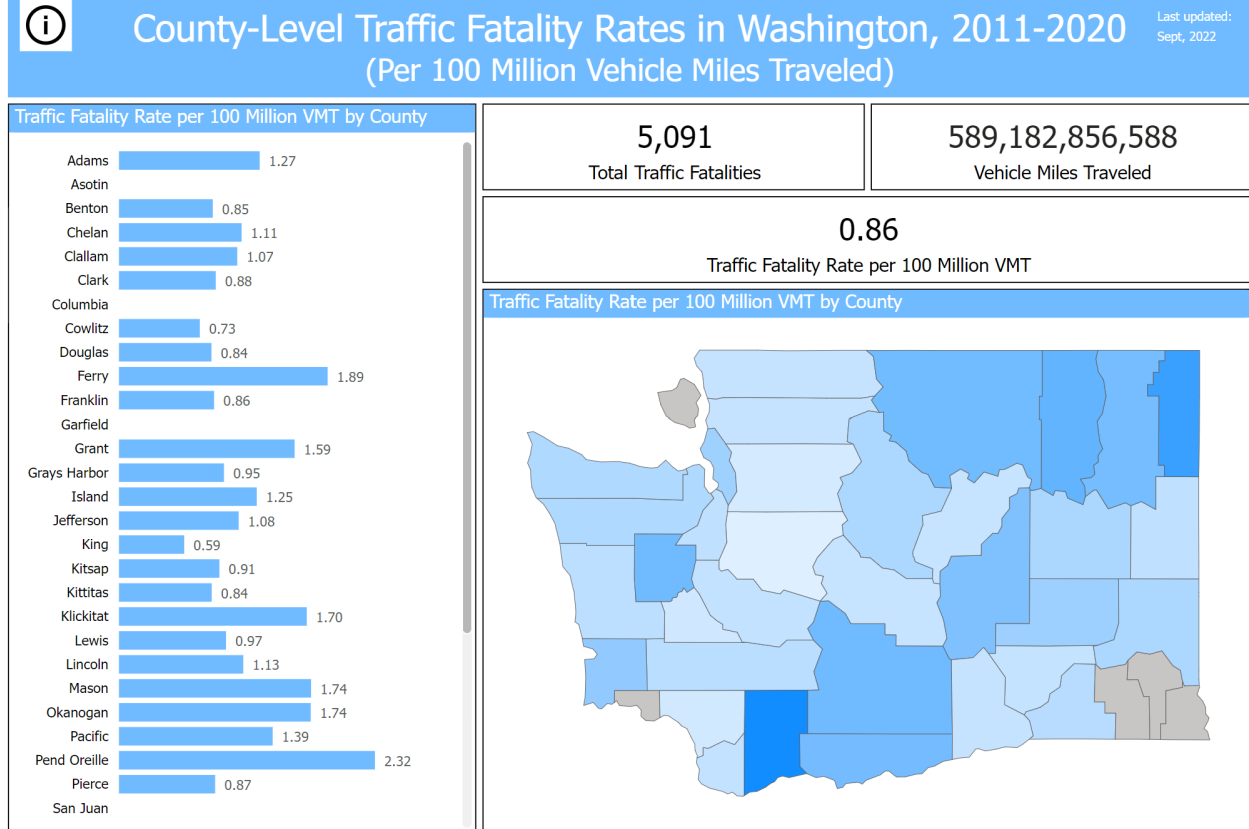 i
County-Level Traffic Fatality Rates in Washington, 2011-2020
(Per 100 Million Vehicle Miles Traveled)
Last updated:
Sept, 2022
Traffic Fatality Rate per 100 Million VMT by County
Adams 1.27
Asotin
Benton 0.85
Chelan 1.11
Clallam 1.07
Clark 0.88
Columbia
Cowlitz 0.73
Douglas 0.84
Ferry 1.89
Franklin 0.86
Garfield
Grant 1.59
Grays Harbor 0.95
Island 1.25
Jefferson 1.08
King 0.59
Kitsap 0.91
Kittitas 0.84
Klickitat 1.70
Lewis 0.97
Lincoln 1.13
Mason 1.74
Okanogan 1.74
Pacific 1.39
Pend Oreille 2.32
Pierce 0.87
San Juan
5,091
Total Traffic Fatalities
589,182,856,588
Vehicle Miles Traveled
0.86
Traffic Fatality Rate per 100 Million VMT
Traffic Fatality Rate per 100 Million VMT by County